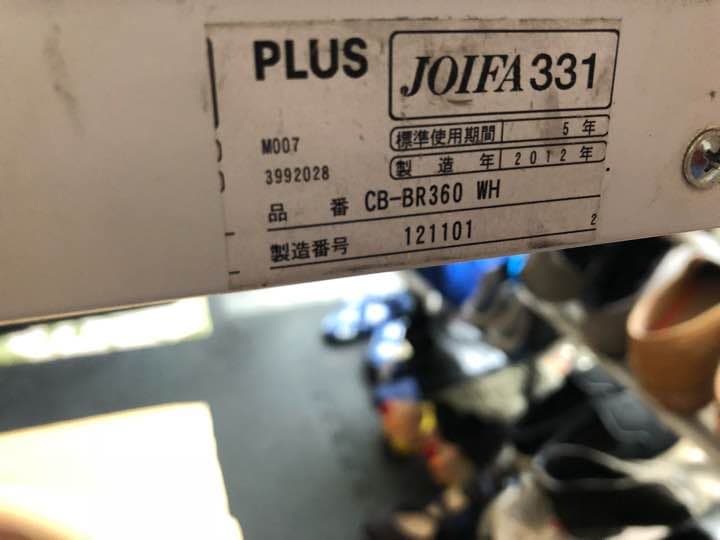 PLUS
JOIFA331
M007
標準使用期間 5年
3992028
製造年 2012年
品番 CB-BR360 WH
製造番号 121101 2